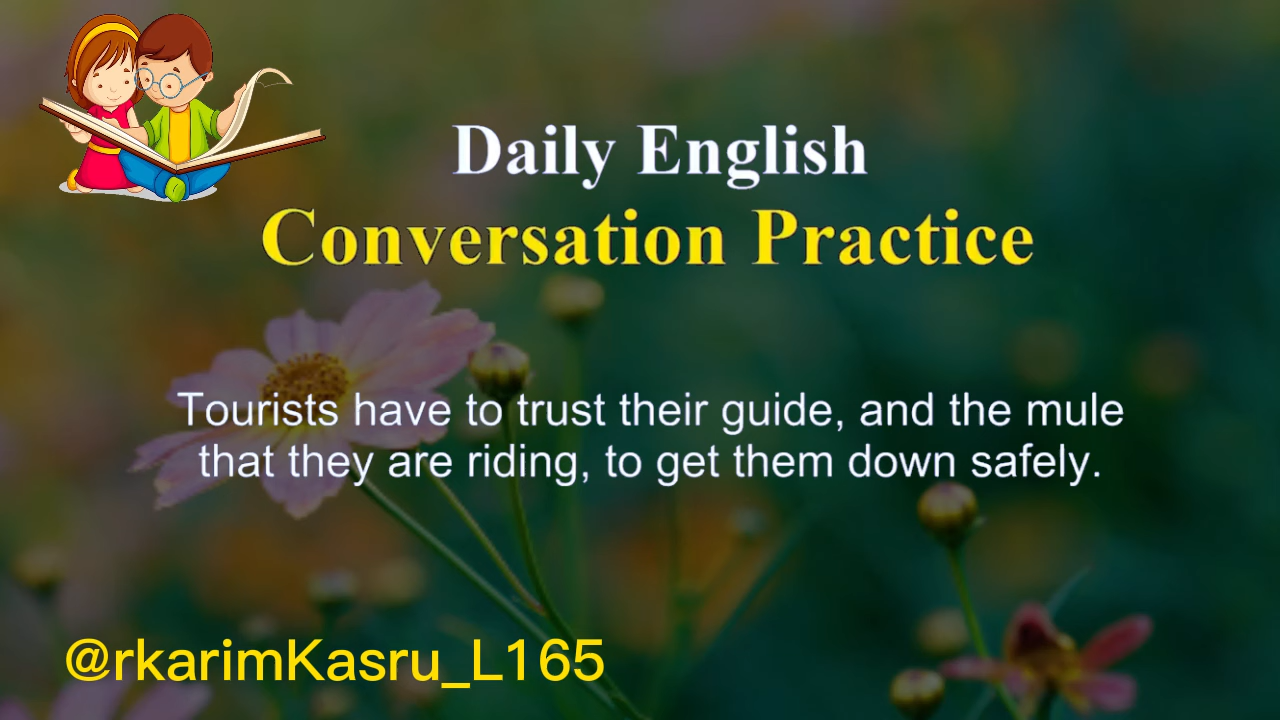 Daily English
Conversation Practice
Tourists have to trust their guide, and the mule
that they are riding, to get them down safely.
@rkarimKasru_L165